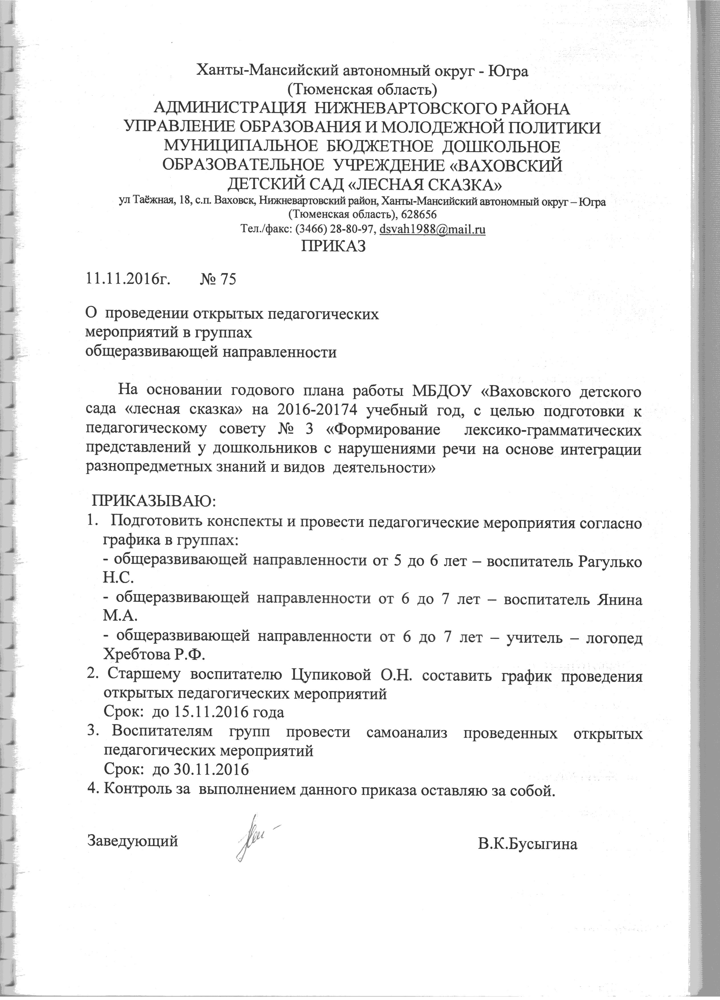 Ханты-Мансийский автономный округ - Югра
(Тюменская область)
АДМИНИСТРАЦИЯ НИЖНЕВАРТОВСКОГО РАЙОНА
УПРАВЛЕНИЕ ОБРАЗОВАНИЯ И МОЛОДЕЖНОЙ ПОЛИТИКИ
МУНИЦИПАЛЬНОЕ БЮДЖЕТНОЕ ДОШКОЛЬНОЕ
ОБРАЗОВАТЕЛЬНОЕ УЧРЕЖДЕНИЕ «ВАХОВСКИЙ
ДЕТСКИЙ САД «ЛЕСНАЯ СКАЗКА»
ул Таёжная, 18, с.п. Ваховск, Нижневартовский район, Ханты-Мансийский автономный округ – Югра
(Тюменская область), 628656
Тел./факс: (3466) 28-80-97, dsvah1988@mail.ru
ПРИКАЗ
11.11.2016г. № 75
О проведении открытых педагогических
мероприятий в группах
общеразвивающей направленности
На основании годового плана работы МБДОУ «Ваховского детского
сада «лесная сказка» на 2016-20174 учебный год, с целью подготовки к
педагогическому совету № 3 «Формирование лексико-грамматических
представлений у дошкольников с нарушениями речи на основе интеграции
разнопредметных знаний и видов деятельности»
ПРИКАЗЫВАЮ:
1. Подготовить конспекты и провести педагогические мероприятия согласно
графика в группах:
- общеразвивающей направленности от 5 до 6 лет – воспитатель Рагулько
Н.С.
- общеразвивающей направленности от 6 до 7 лет – воспитатель Янина
М.А.
- общеразвивающей направленности от 6 до 7 лет – учитель – логопед
Хребтова Р.Ф.
2. Старшему воспитателю Цупиковой О.Н. составить график проведения
открытых педагогических мероприятий
Срок: до 15.11.2016 года
3. Воспитателям групп провести самоанализ проведенных открытых
педагогических мероприятий
Срок: до 30.11.2016
4. Контроль за выполнением данного приказа оставляю за собой.
Заведующий В.К.Бусыгина